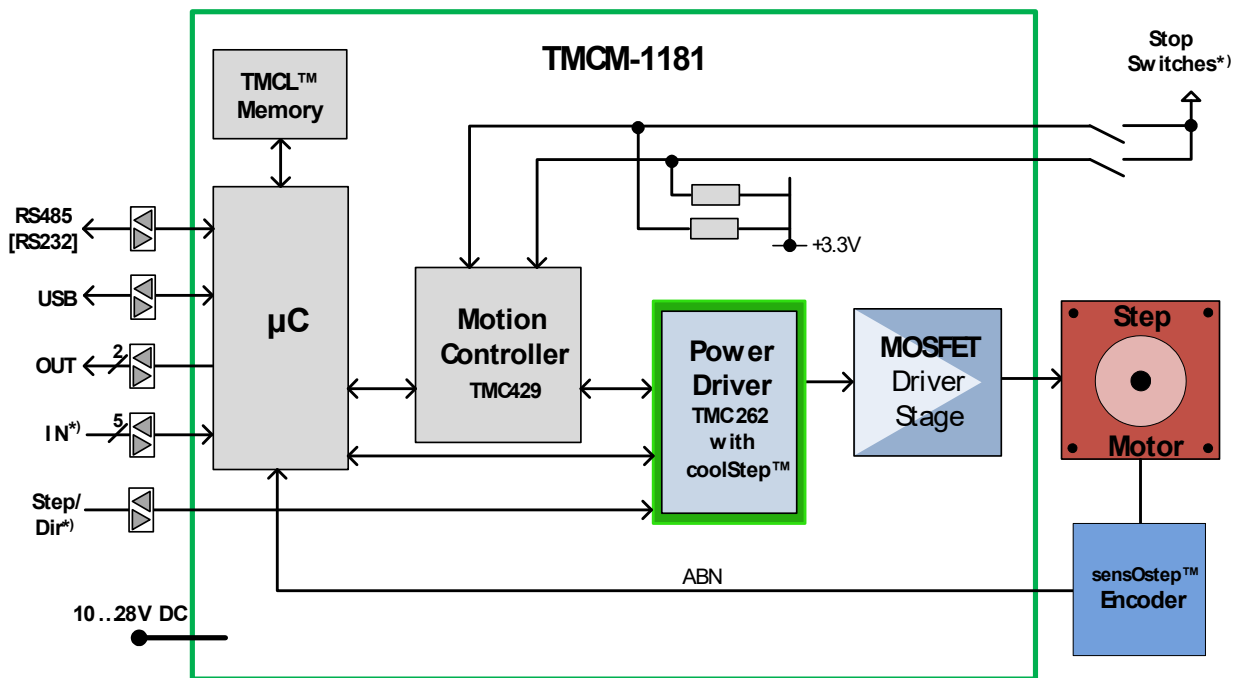 TMCM-1181
Stop
Switches*)
TMCL™
Memory
RS485
[RS232]
+3.3V
USB
µC
Motion
Controller
TMC429
Power
Driver
TMC262
with
coolStep™
MOSFET
Driver
Stage
Step
Motor
2
OUT
5
IN*)
Step/
Dir*)
ABN
sensOstep™
Encoder
10...28V DC